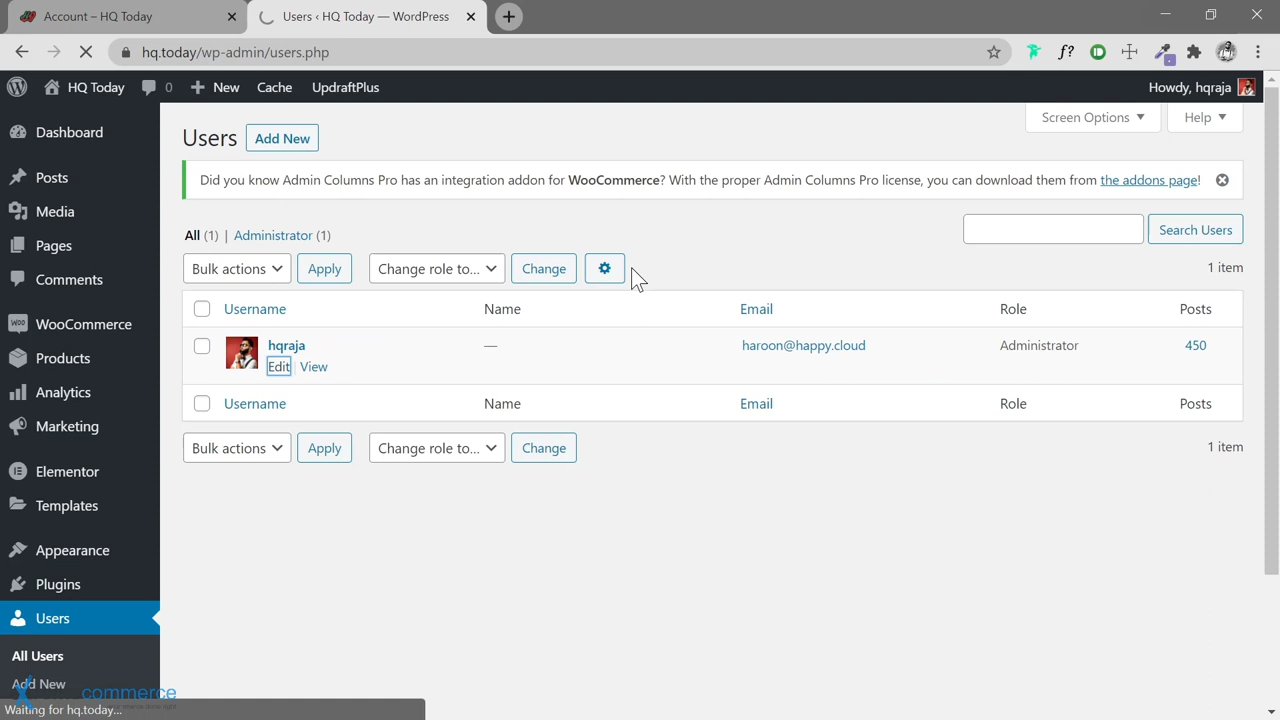 Account – HQ Today
Users ‹ HQ Today — WordPress
hq.today/wp-admin/users.php
f?
HQ Today
0
New
Cache
UpdraftPlus
Howdy, hqraja
Dashboard
Posts
Media
Pages
Comments
Woo
WooCommerce
Products
Analytics
Marketing
Elementor
Templates
Appearance
Plugins
Users
All Users
Add New
commerce
Waiting for hq.today...
Screen Options
Help
Users
Add New
Did you know Admin Columns Pro has an integration addon for WooCommerce? With the proper Admin Columns Pro license, you can download them from the addons page!
All (1) | Administrator (1)
Search Users
Bulk actions
Apply
Change role to...
Change
1 item
Username
Name
Email
Role
Posts
hqraja
—
haroon@happy.cloud
Administrator
450
Edit | View
Username
Name
Email
Role
Posts
Bulk actions
Apply
Change role to...
Change
1 item